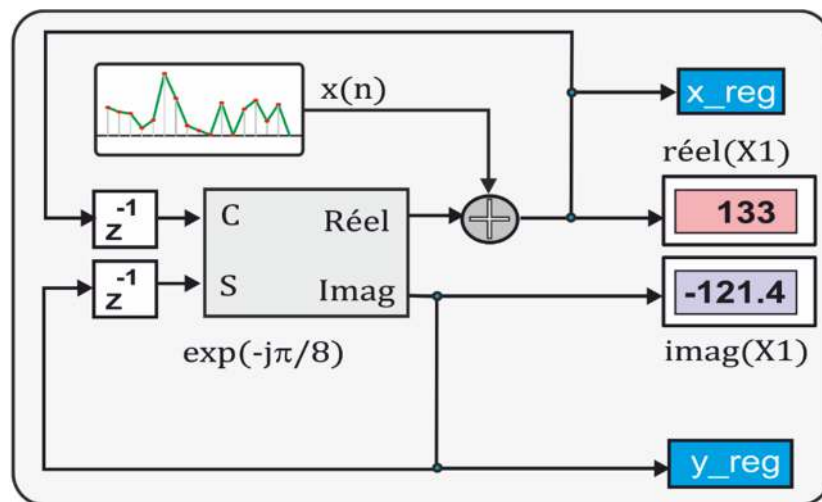 x(n)
x_reg
réel(X1)
133
z⁻¹
C
Réel
z⁻¹
S
Imag
-121.4
exp(-jπ/8)
imag(X1)
y_reg